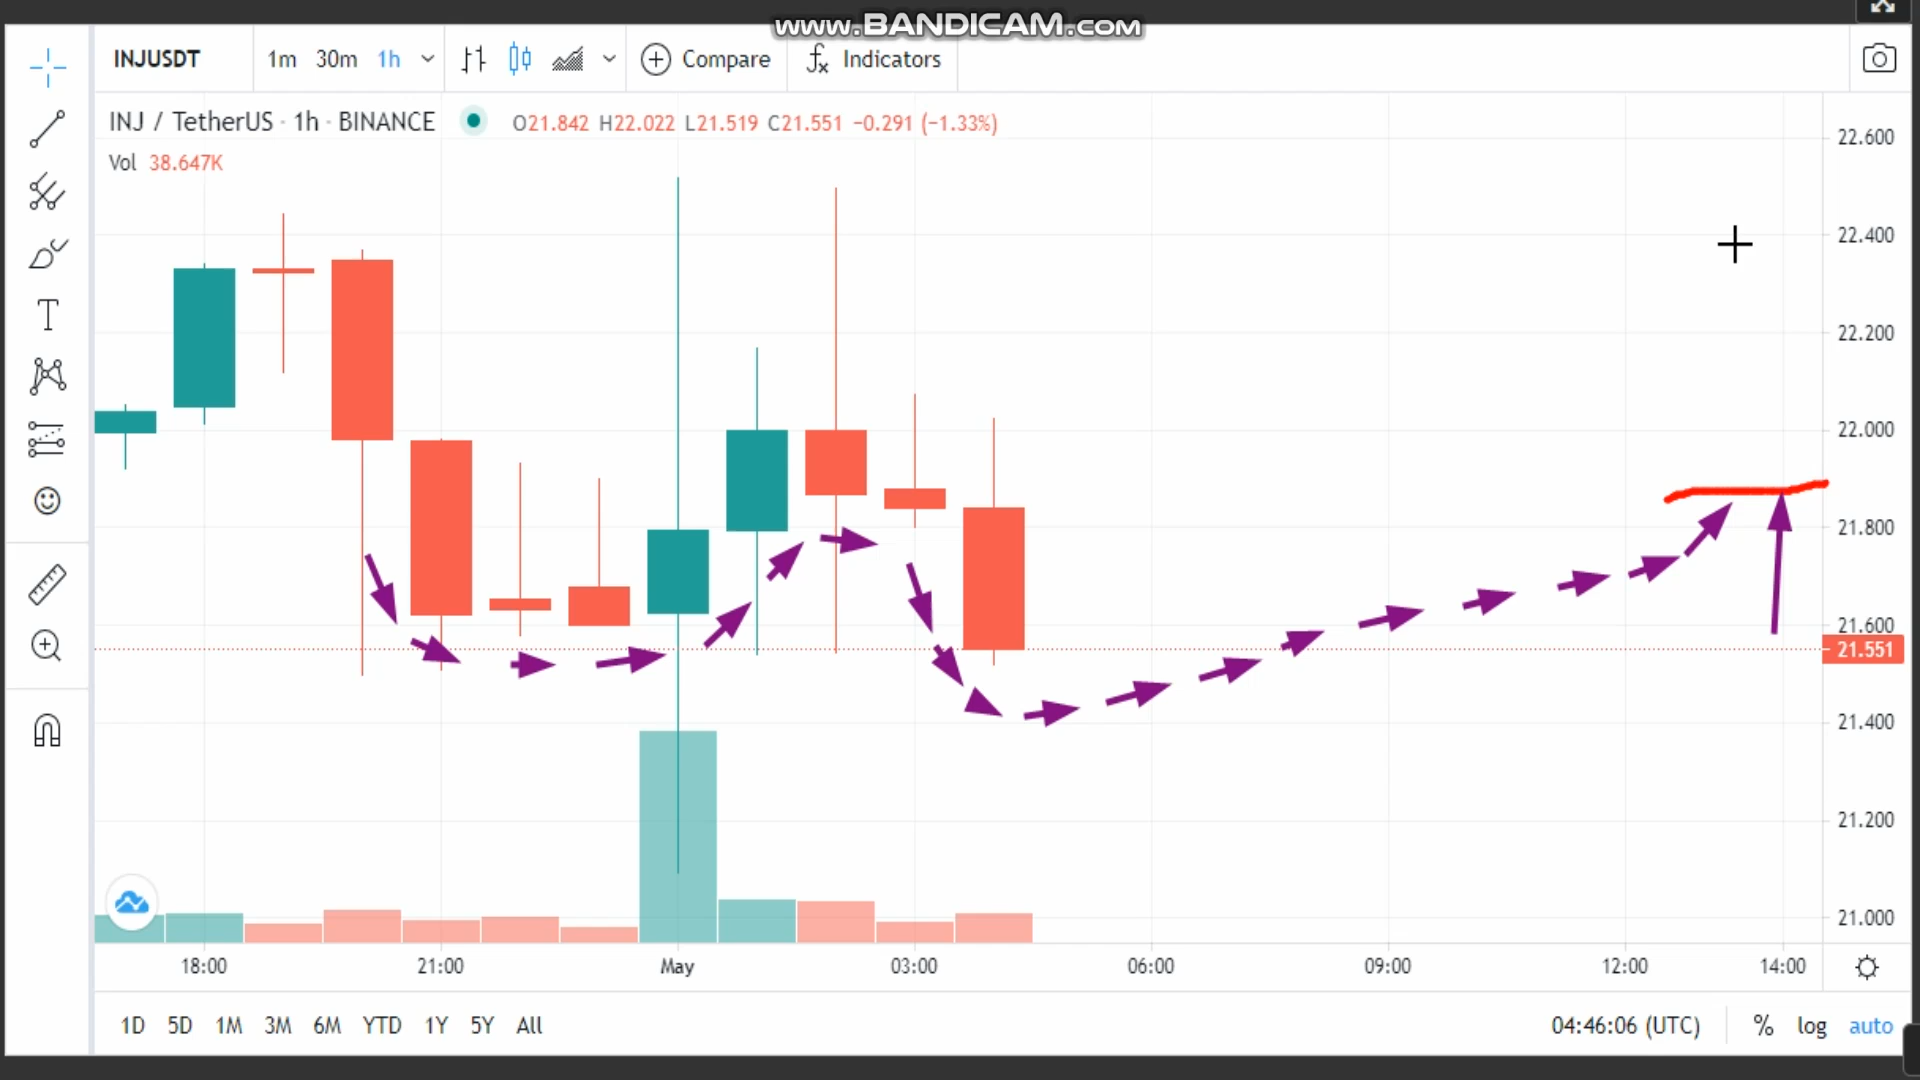 www.BANDICAM.com
INJUSDT 1m 30m 1h Compare fx Indicators
INJ / TetherUS · 1h · BINANCE O21.842 H22.022 L21.519 C21.551 −0.291 (−1.33%)
Vol 38.647K
T
22.600
22.400
22.200
22.000
21.800
21.600
21.551
21.400
21.200
21.000
18:00 21:00 May 03:00 06:00 09:00 12:00 14:00
1D 5D 1M 3M 6M YTD 1Y 5Y All 04:46:06 (UTC) % log auto